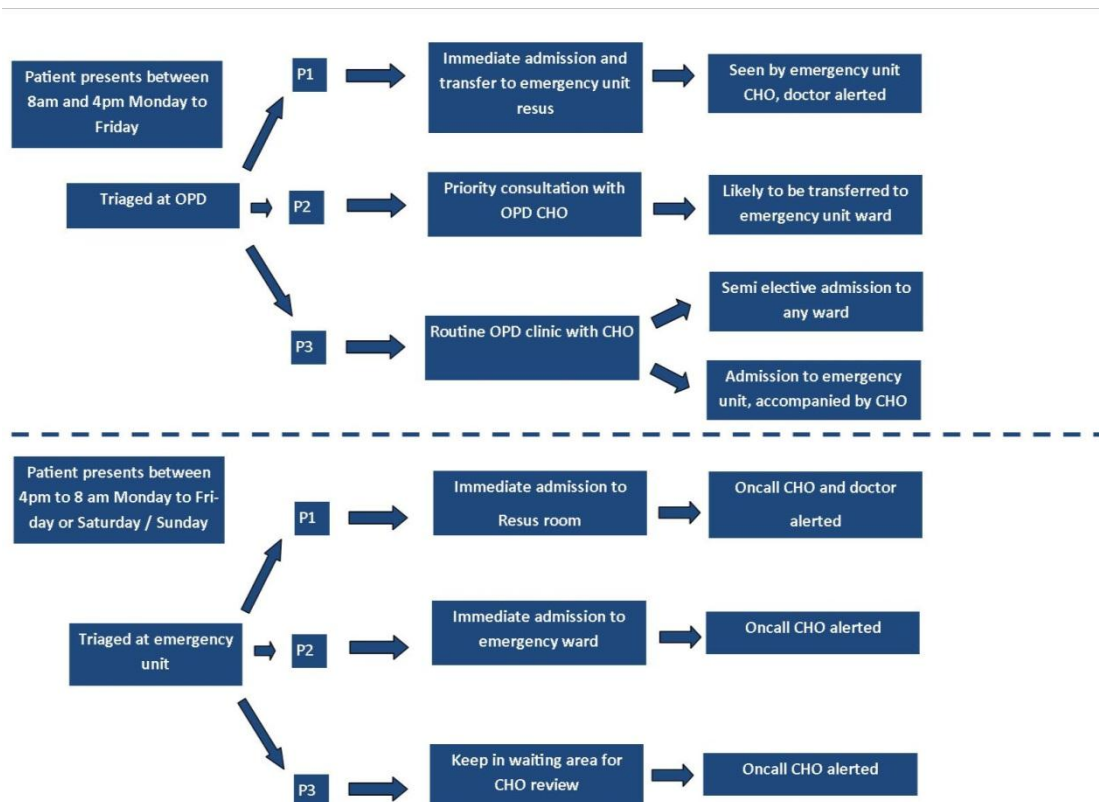 Patient presents between
8am and 4pm Monday to
Friday
P1
Immediate admission and
transfer to emergency unit
resus
Seen by emergency unit
CHO, doctor alerted
Triaged at OPD
P2
Priority consultation with
OPD CHO
Likely to be transferred to
emergency unit ward
P3
Routine OPD clinic with CHO
Semi elective admission to
any ward
Admission to emergency
unit, accompanied by CHO
Patient presents between
4pm to 8 am Monday to Fri-
day or Saturday / Sunday
P1
Immediate admission to
Resus room
Oncall CHO and doctor
alerted
Triaged at emergency
unit
P2
Immediate admission to
emergency ward
Oncall CHO alerted
P3
Keep in waiting area for
CHO review
Oncall CHO alerted